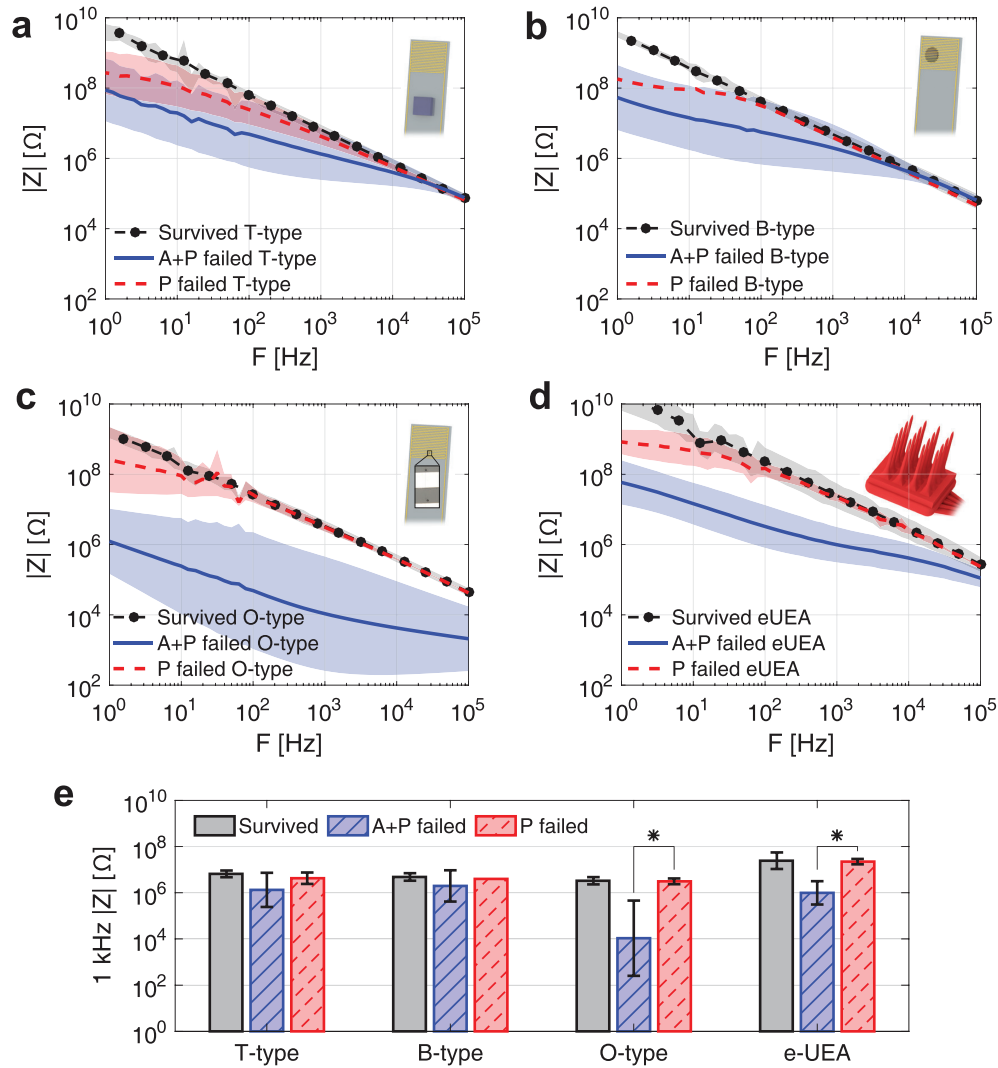 a
10^10
10^8
10^6
10^4
10^2
|Z| [Ω]
Survived T-type
A+P failed T-type
P failed T-type
10^0 10^1 10^2 10^3 10^4 10^5
F [Hz]
b
10^10
10^8
10^6
10^4
10^2
|Z| [Ω]
Survived B-type
A+P failed B-type
P failed B-type
10^0 10^1 10^2 10^3 10^4 10^5
F [Hz]
c
10^10
10^8
10^6
10^4
10^2
|Z| [Ω]
Survived O-type
A+P failed O-type
P failed O-type
10^0 10^1 10^2 10^3 10^4 10^5
F [Hz]
d
10^10
10^8
10^6
10^4
10^2
|Z| [Ω]
Survived eUEA
A+P failed eUEA
P failed eUEA
10^0 10^1 10^2 10^3 10^4 10^5
F [Hz]
e
10^10
10^8
10^6
10^4
10^2
10^0
1 kHz |Z| [Ω]
Survived A+P failed P failed
* *
T-type B-type O-type e-UEA